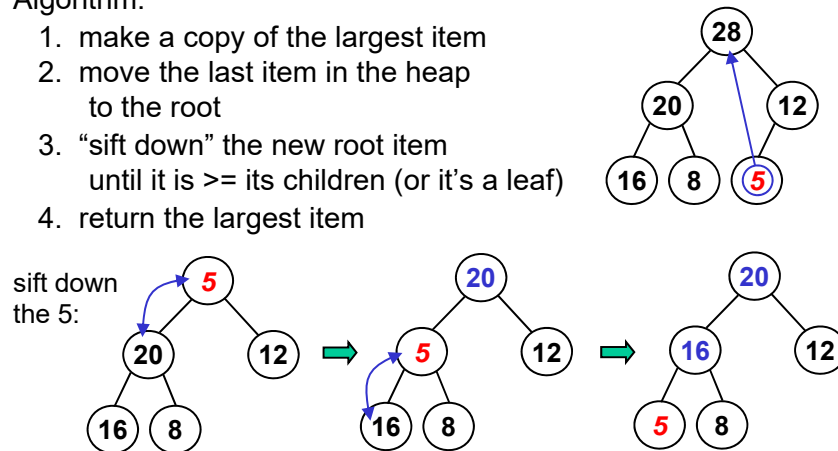 Algorithm:
1. make a copy of the largest item
2. move the last item in the heap
to the root
3. “sift down” the new root item
until it is >= its children (or it’s a leaf)
4. return the largest item
28
20 12
16 8 5
sift down
the 5:
5
20 12
16 8
20
5 12
16 8
20
16 12
5 8